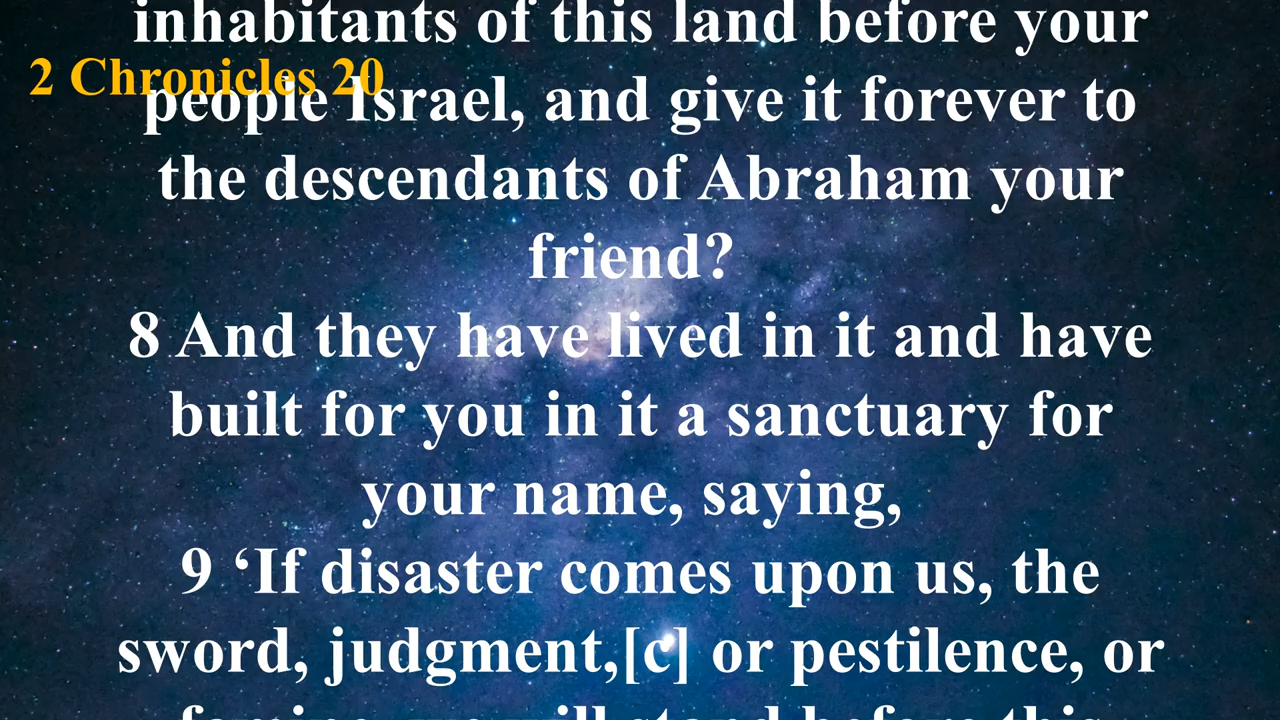 inhabitants of this land before your
2 Chronicles 20
people Israel, and give it forever to
the descendants of Abraham your
friend?
8 And they have lived in it and have
built for you in it a sanctuary for
your name, saying,
9 ‘If disaster comes upon us, the
sword, judgment,[c] or pestilence, or